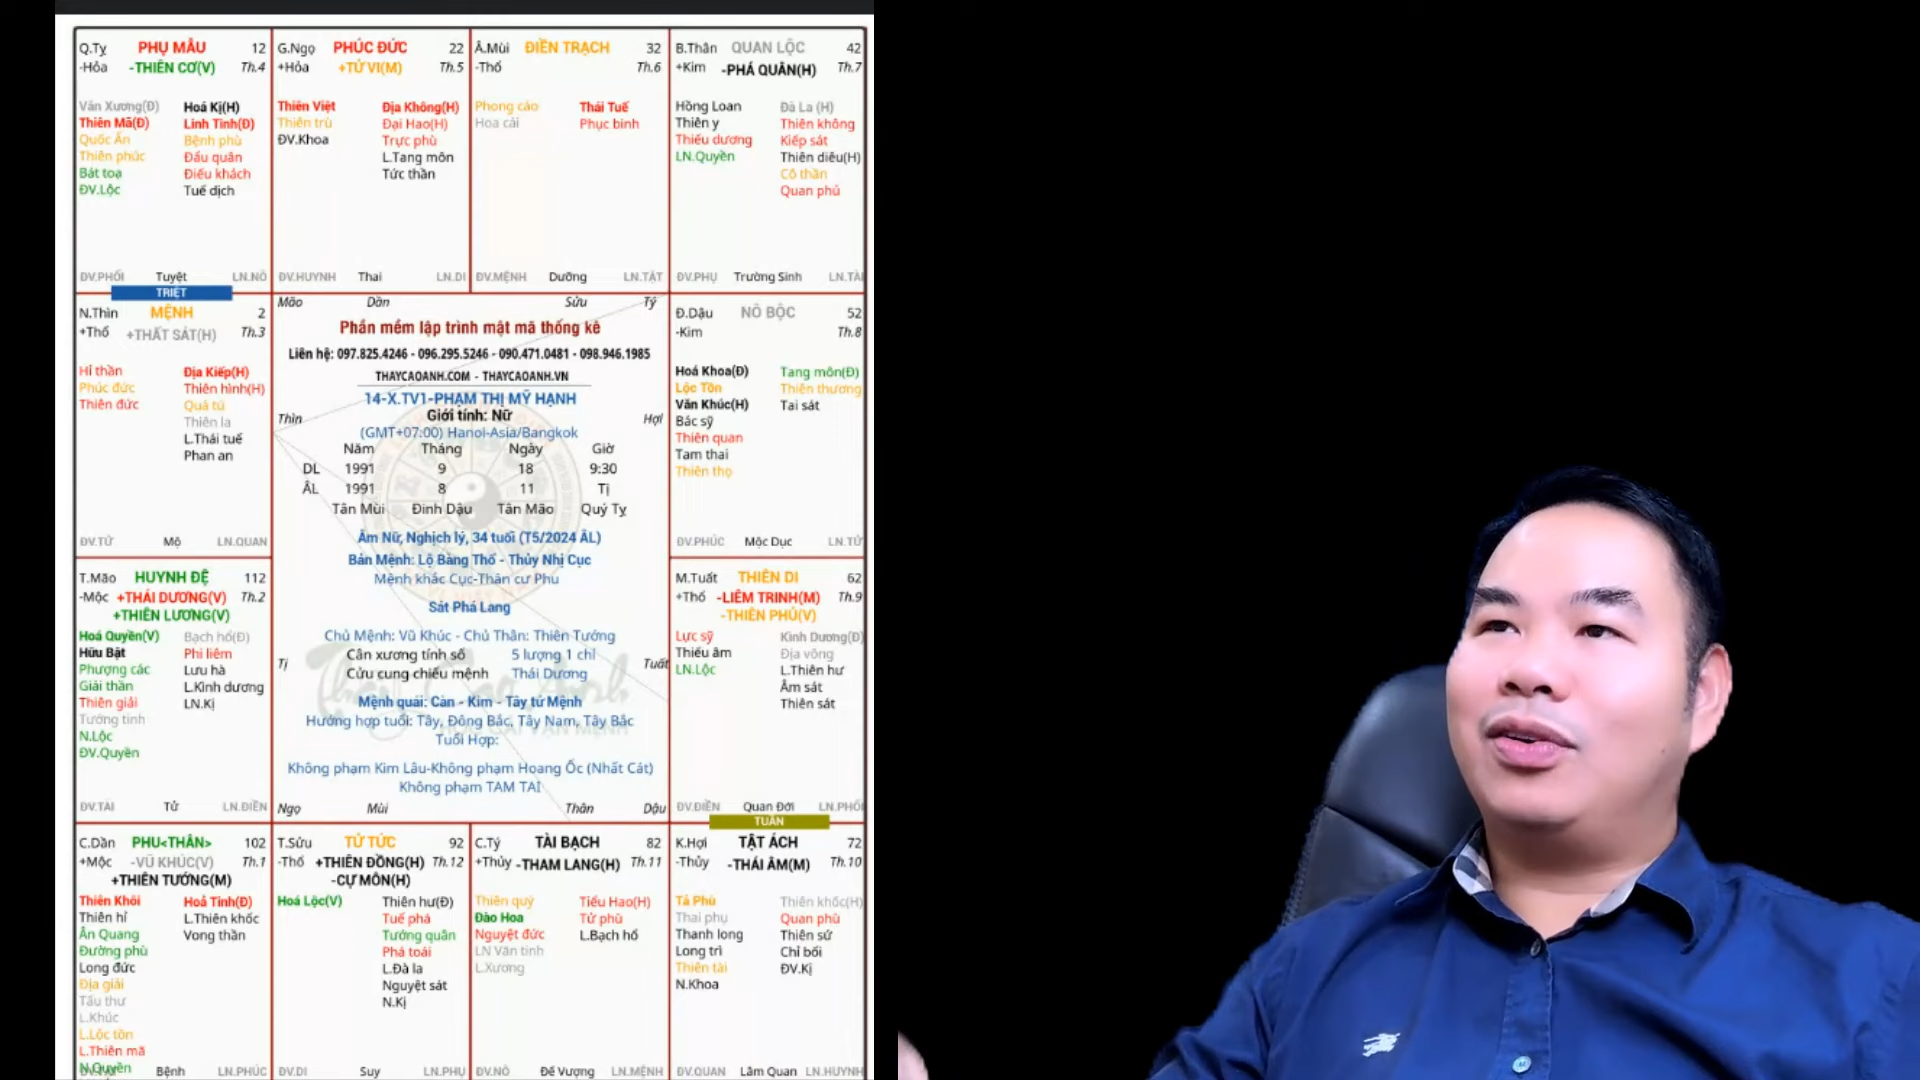 Q.Tỵ PHỤ MẪU 12
-Hỏa -THIÊN CƠ(V) Th.4
Văn Xương(Đ) Hoá Kị(H)
Thiên Mã(Đ) Linh Tinh(Đ)
Quốc Ấn Bệnh phù
Thiên phúc Đẩu quân
Bát toạ Điếu khách
ĐV.Lộc Tuế dịch
ĐV.PHỐI Tuyệt LN.NÔ
G.Ngọ PHÚC ĐỨC 22
+Hỏa +TỬ VI(M) Th.5
Thiên Việt Địa Không(H)
Thiên trù Đại Hao(H)
ĐV.Khoa Trực phù
L.Tang môn
Tức thần
ĐV.HUYNH Thai LN.DI
Â.Mùi ĐIỀN TRẠCH 32
-Thổ Th.6
Phong cáo Thái Tuế
Hoa cái Phục binh
ĐV.MỆNH Dưỡng LN.TẬT
B.Thân QUAN LỘC 42
+Kim -PHÁ QUÂN(H) Th.7
Hồng Loan Đà La (H)
Thiên y Thiên không
Thiếu dương Kiếp sát
LN.Quyền Thiên diêu(H)
Cô thần
Quan phủ
ĐV.PHỤ Trường Sinh LN.TÀI
TRIỆT
N.Thìn MỆNH 2
+Thổ +THẤT SÁT(H) Th.3
Hỉ thần Địa Kiếp(H)
Phúc đức Thiên hình(H)
Thiên đức Quả tú
Thiên la
L.Thái tuế
Phan an
ĐV.TỬ Mộ LN.QUAN
Mão Dần Sửu Tý
Phần mềm lập trình mật mã thống kê
Liên hệ: 097.825.4246 - 096.295.5246 - 090.471.0481 - 098.946.1985
THAYCAOANH.COM - THAYCAOANH.VN
14-X.TV1-PHẠM THỊ MỸ HẠNH
Giới tính: Nữ
Thìn Hợi
(GMT+07:00) Hanoi-Asia/Bangkok
Năm Tháng Ngày Giờ
DL 1991 9 18 9:30
ÂL 1991 8 11 Tị
Tân Mùi Đinh Dậu Tân Mão Quý Tỵ
Âm Nữ, Nghịch lý, 34 tuổi (T5/2024 ÂL)
Bản Mệnh: Lộ Bàng Thổ - Thủy Nhị Cục
Mệnh khắc Cục-Thân cư Phu
Sát Phá Lang
Chủ Mệnh: Vũ Khúc - Chủ Thân: Thiên Tướng
Cân xương tính số 5 lượng 1 chỉ
Tị Tuất
Cửu cung chiếu mệnh Thái Dương
Mệnh quái: Càn - Kim - Tây tứ Mệnh
Hướng hợp tuổi: Tây, Đông Bắc, Tây Nam, Tây Bắc
Tuổi Hợp:
Không phạm Kim Lâu-Không phạm Hoang Ốc (Nhất Cát)
Không phạm TAM TAI
Ngọ Mùi Thân Dậu
Đ.Dậu NÔ BỘC 52
-Kim Th.8
Hoá Khoa(Đ) Tang môn(Đ)
Lộc Tồn Thiên thương
Văn Khúc(H) Tai sát
Bác sỹ
Thiên quan
Tam thai
Thiên thọ
ĐV.PHÚC Mộc Dục LN.TỬ
T.Mão HUYNH ĐỆ 112
-Mộc +THÁI DƯƠNG(V) Th.2
+THIÊN LƯƠNG(V)
Hoá Quyền(V) Bạch hổ(Đ)
Hữu Bật Phi liêm
Phượng các Lưu hà
Giải thần L.Kình dương
Thiên giải LN.Kị
Tướng tinh
N.Lộc
ĐV.Quyền
ĐV.TÀI Tử LN.ĐIỀN
M.Tuất THIÊN DI 62
+Thổ -LIÊM TRINH(M) Th.9
-THIÊN PHỦ(V)
Lực sỹ Kình Dương(Đ)
Thiếu âm Địa võng
LN.Lộc L.Thiên hư
Âm sát
Thiên sát
ĐV.ĐIỀN Quan Đới LN.PHỐI
TUẦN
C.Dần PHU<THÂN> 102
+Mộc -VŨ KHÚC(V) Th.1
+THIÊN TƯỚNG(M)
Thiên Khôi Hoả Tinh(Đ)
Thiên hỉ L.Thiên khốc
Ân Quang Vong thần
Đường phù
Long đức
Địa giải
Tấu thư
L.Khúc
L.Lộc tồn
L.Thiên mã
N.Quyền
Bệnh LN.PHÚC
T.Sửu TỬ TỨC 92
-Thổ +THIÊN ĐỒNG(H) Th.12
-CỰ MÔN(H)
Hoá Lộc(V) Thiên hư(Đ)
Tuế phá
Tướng quân
Phá toái
L.Đà la
Nguyệt sát
N.Kị
ĐV.DI Suy LN.PHỤ
C.Tý TÀI BẠCH 82
+Thủy -THAM LANG(H) Th.11
Thiên quý Tiểu Hao(H)
Đào Hoa Tử phù
Nguyệt đức L.Bạch hổ
LN Văn tinh
L.Xương
ĐV.NÔ Đế Vượng LN.MỆNH
K.Hợi TẬT ÁCH 72
-Thủy -THÁI ÂM(M) Th.10
Tả Phù Thiên khốc(H)
Thai phụ Quan phù
Thanh long Thiên sứ
Long trì Chỉ bối
Thiên tài ĐV.Kị
N.Khoa
ĐV.QUAN Lâm Quan LN.HUYNH